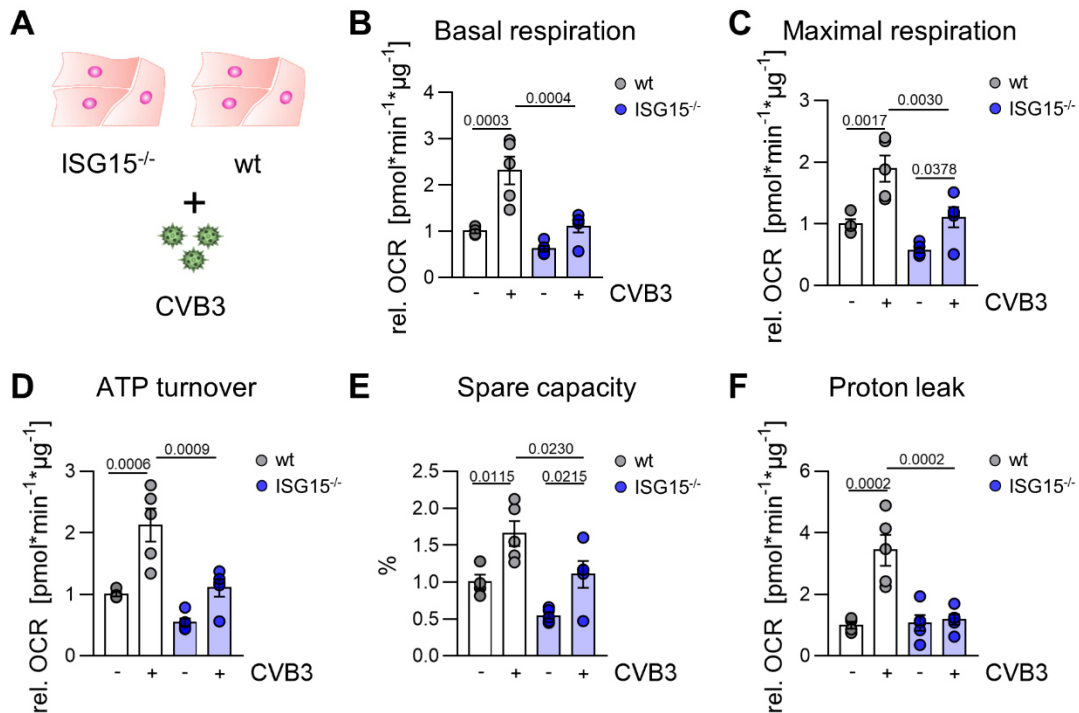 A
ISG15-/-
wt
+
CVB3
B
Basal respiration
rel. OCR [pmol*min-1*µg-1]
4
3
2
1
0
0.0003
0.0004
wt
ISG15-/-
- + - + CVB3
C
Maximal respiration
rel. OCR [pmol*min-1*µg-1]
3
2
1
0
0.0017
0.0030
0.0378
wt
ISG15-/-
- + - + CVB3
D
ATP turnover
rel. OCR [pmol*min-1*µg-1]
3
2
1
0
0.0006
0.0009
wt
ISG15-/-
- + - + CVB3
E
Spare capacity
%
2.5
2.0
1.5
1.0
0.5
0.0
0.0115
0.0230
0.0215
wt
ISG15-/-
- + - + CVB3
F
Proton leak
rel. OCR [pmol*min-1*µg-1]
6
4
2
0
0.0002
0.0002
wt
ISG15-/-
- + - + CVB3